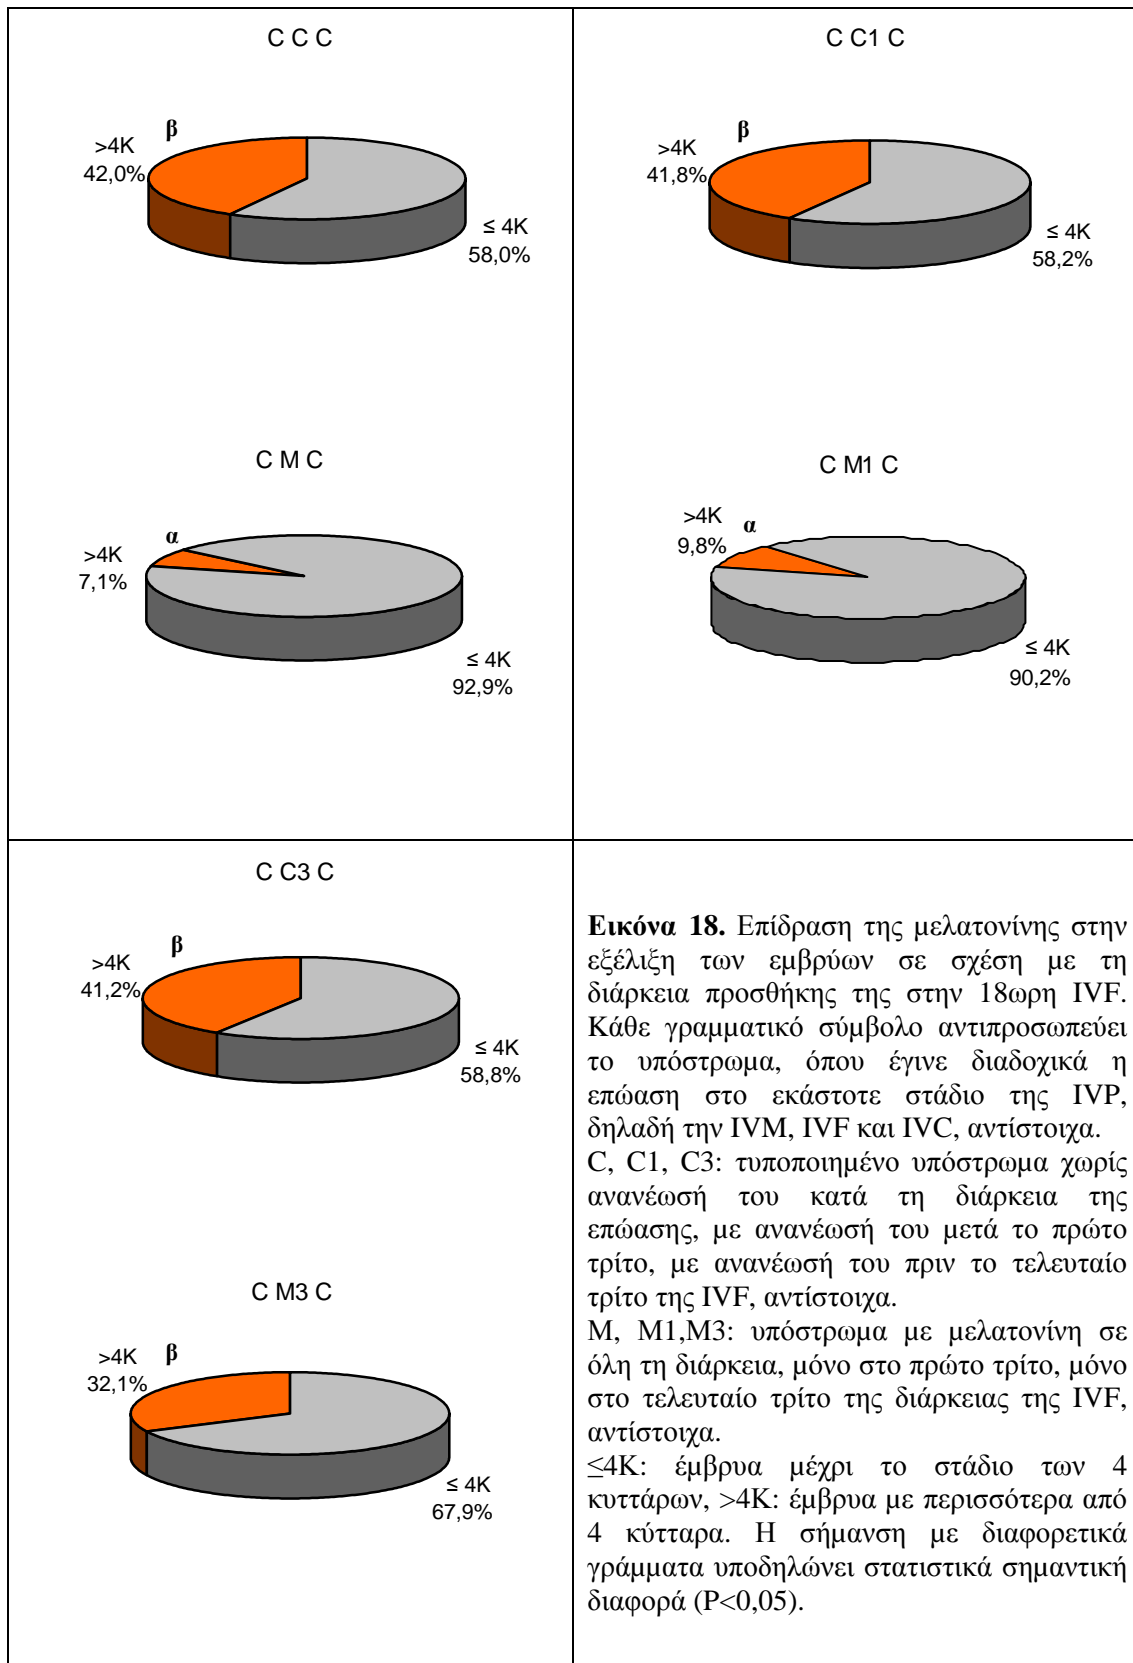 C C C
β
>4K
42,0%
≤ 4K
58,0%
C C1 C
β
>4K
41,8%
≤ 4K
58,2%
C M C
α
>4K
7,1%
≤ 4K
92,9%
C M1 C
>4K
α
9,8%
≤ 4K
90,2%
C C3 C
β
>4K
41,2%
≤ 4K
58,8%
C M3 C
>4K
β
32,1%
≤ 4K
67,9%
Εικόνα 18. Επίδραση της μελατονίνης στην
εξέλιξη των εμβρύων σε σχέση με τη
διάρκεια προσθήκης της στην 18ωρη IVF.
Κάθε γραμματικό σύμβολο αντιπροσωπεύει
το υπόστρωμα, όπου έγινε διαδοχικά η
επώαση στο εκάστοτε στάδιο της IVP,
δηλαδή την IVM, IVF και IVC, αντίστοιχα.
C, C1, C3: τυποποιημένο υπόστρωμα χωρίς
ανανέωσή του κατά τη διάρκεια της
επώασης, με ανανέωσή του μετά το πρώτο
τρίτο, με ανανέωσή του πριν το τελευταίο
τρίτο της IVF, αντίστοιχα.
M, M1,M3: υπόστρωμα με μελατονίνη σε
όλη τη διάρκεια, μόνο στο πρώτο τρίτο, μόνο
στο τελευταίο τρίτο της διάρκειας της IVF,
αντίστοιχα.
≤4Κ: έμβρυα μέχρι το στάδιο των 4
κυττάρων, >4Κ: έμβρυα με περισσότερα από
4 κύτταρα. Η σήμανση με διαφορετικά
γράμματα υποδηλώνει στατιστικά σημαντική
διαφορά (P<0,05).